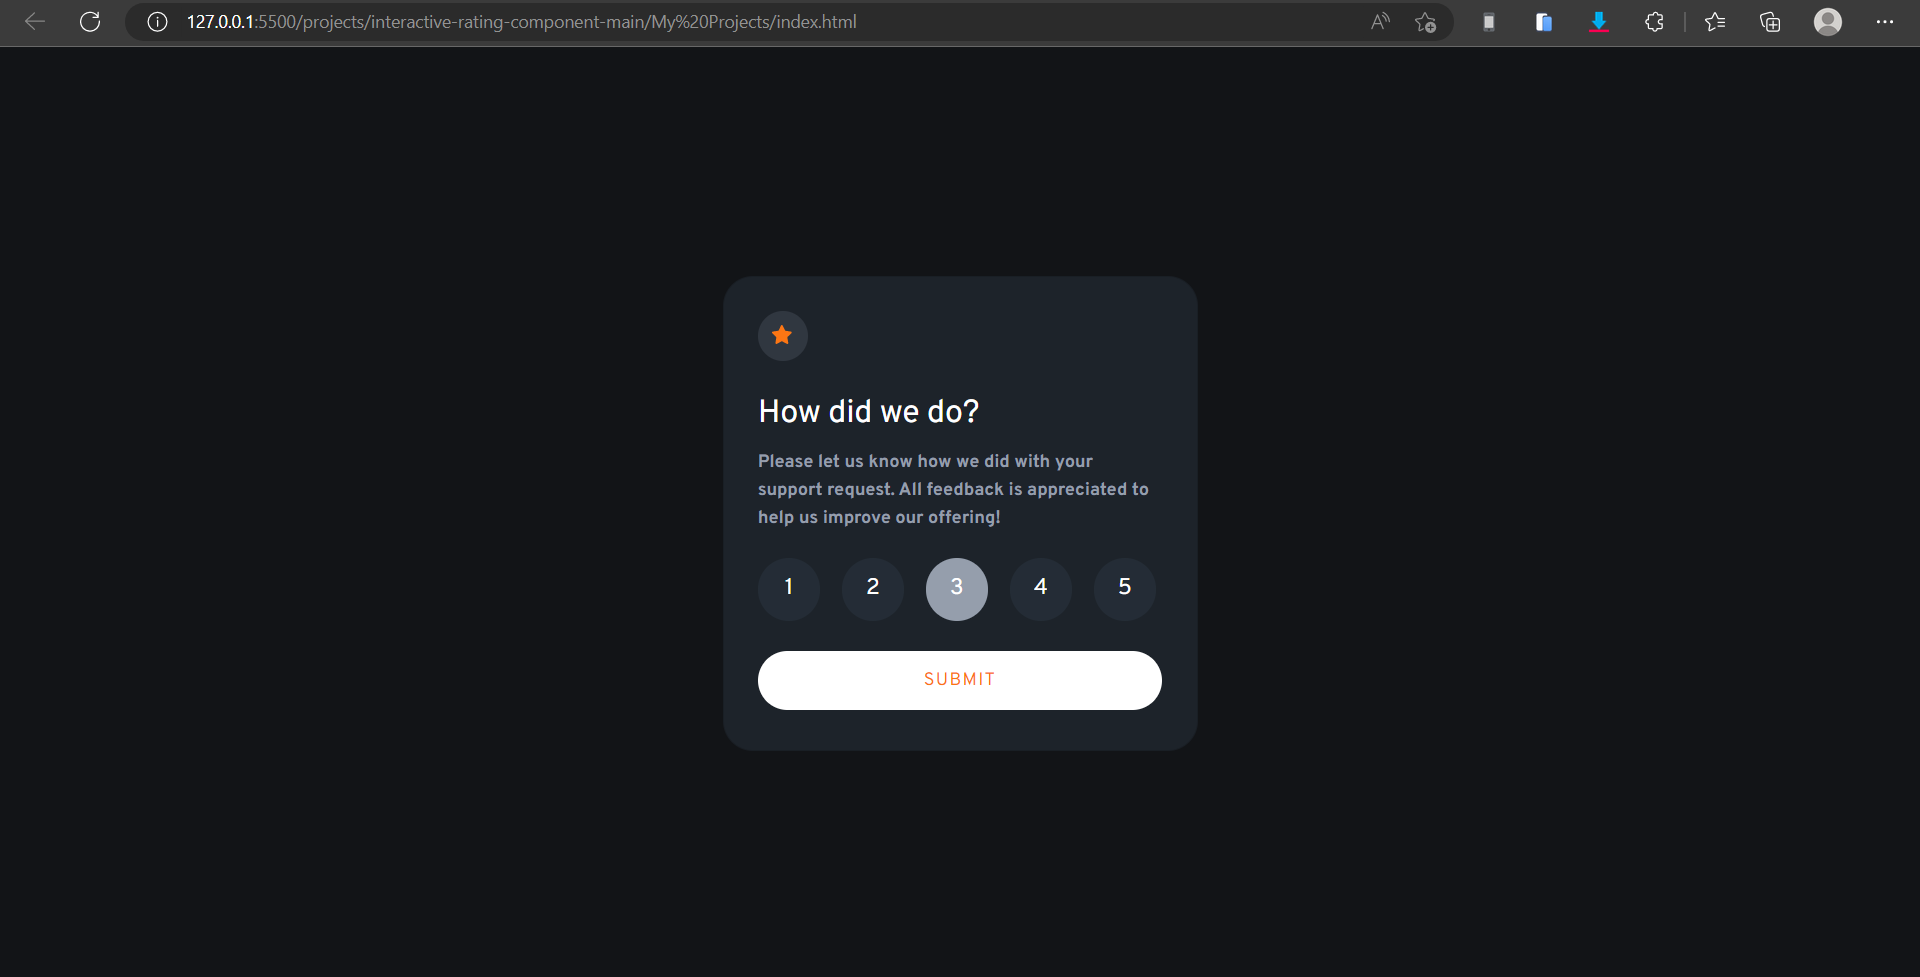 127.0.0.1:5500/projects/interactive-rating-component-main/My%20Projects/index.html
How did we do?
Please let us know how we did with your
support request. All feedback is appreciated to
help us improve our offering!
1 2 3 4 5
SUBMIT